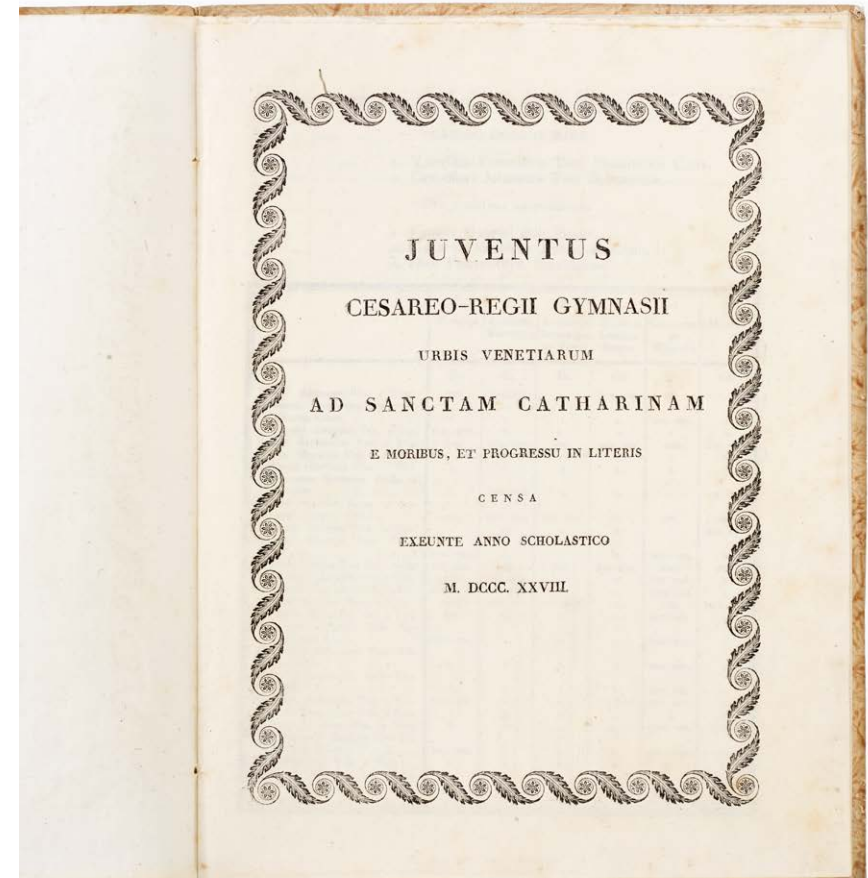 JUVENTUS
CESAREO-REGII GYMNASII
URBIS VENETIARUM
AD SANCTAM CATHARINAM
E MORIBUS, ET PROGRESSU IN LITERIS
CENSA
EXEUNTE ANNO SCHOLASTICO
M. DCCC. XXVIII.